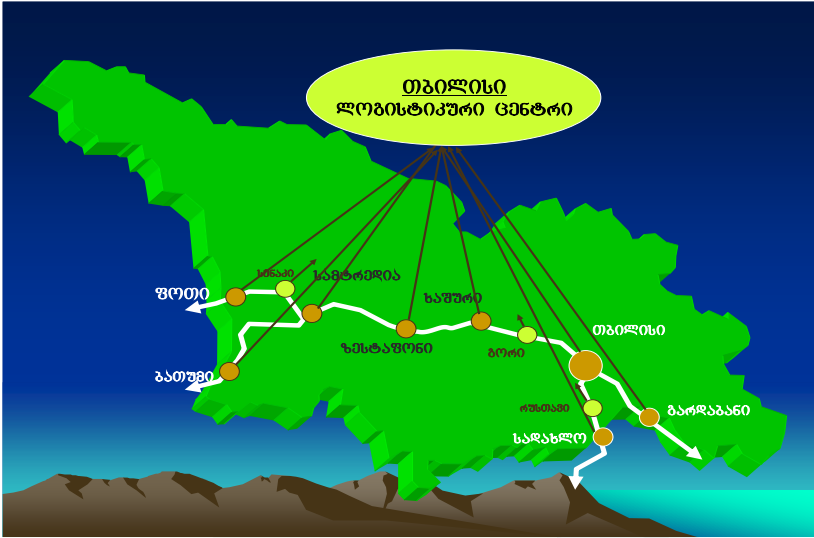 თბილისი
ლოგისტიკური ცენტრი
სენაკი
სამტრედია
ფოთი
ხაშური
თბილისი
ზესტაფონი
გორი
ბათუმი
რუსთავი
გარდაბანი
სადახლო